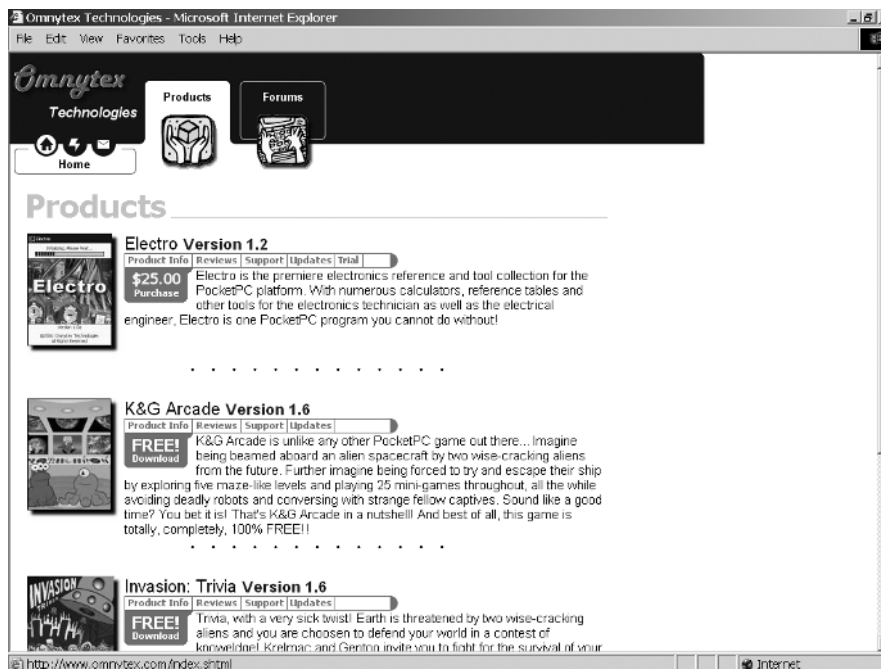 Omnytex Technologies - Microsoft Internet Explorer
File Edit View Favorites Tools Help
Omnytex
Technologies
Products
Forums
Home
Products
Electro Version 1.2
Product Info Reviews Support Updates Trial
$25.00
Purchase
Electro is the premiere electronics reference and tool collection for the
PocketPC platform. With numerous calculators, reference tables and
other tools for the electronics technician as well as the electrical
engineer, Electro is one PocketPC program you cannot do without!
Electro
K&G Arcade Version 1.6
Product Info Reviews Support Updates
FREE!
Download
K&G Arcade is unlike any other PocketPC game out there... Imagine
being beamed aboard an alien spacecraft by two wise-cracking aliens
from the future. Further imagine being forced to try and escape their ship
by exploring five maze-like levels and playing 25 mini-games throughout, all the while
avoiding deadly robots and conversing with strange fellow captives. Sound like a good
time? You bet it is! That's K&G Arcade in a nutshell! And best of all, this game is
totally, completely, 100% FREE!!
INVASION
Invasion: Trivia Version 1.6
Product Info Reviews Support Updates
FREE!
Download
Trivia, with a very sick twist! Earth is threatened by two wise-cracking
aliens and you are choosen to defend your world in a contest of
knoweldge! Krelmac and Genton invite you to fight for the survival of your
http://www.omnytex.com/index.shtml
Internet